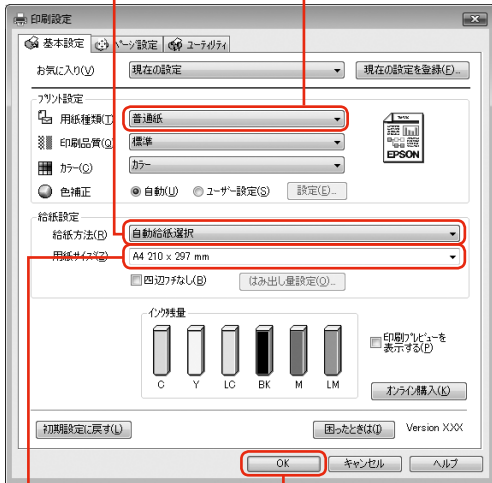 印刷設定
基本設定 ページ設定 ユーティリティ
お気に入り(V) 現在の設定 現在の設定を登録(F)...
プリント設定
用紙種類(T) 普通紙
印刷品質(Q) 標準
カラー(C) カラー
色補正 自動(U) ユーザー設定(S) 設定(E)...
EPSON
給紙設定
給紙方法(R) 自動給紙選択
用紙サイズ(Z) A4 210 x 297 mm
四辺フチなし(B) はみ出し量設定(O)...
インク残量
C Y LC BK M LM
印刷プレビューを
表示する(P)
オンライン購入(K)
初期設定に戻す(L) 困ったときは(I) Version X.XX
OK キャンセル ヘルプ